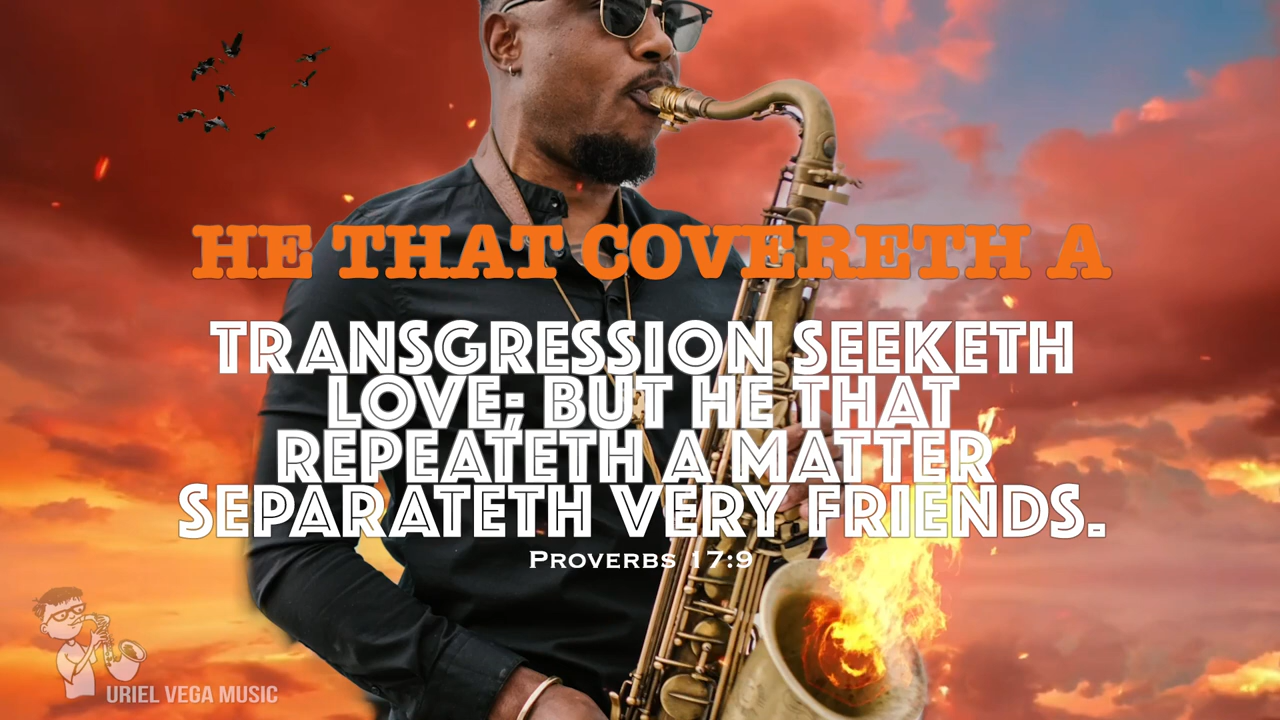 HE THAT COVERETH A
TRANSGRESSION SEEKETH
LOVE; BUT HE THAT
REPEATETH A MATTER
SEPARATETH VERY FRIENDS.
PROVERBS 17:9
URIEL VEGA MUSIC